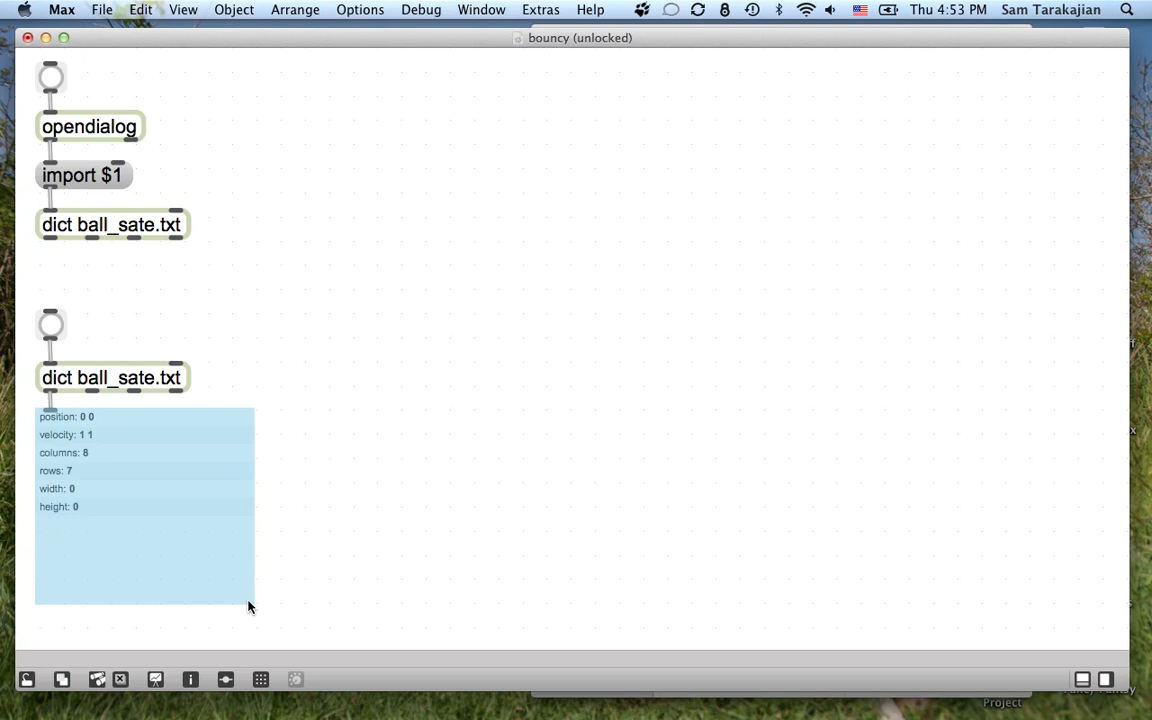 Max File Edit View Object Arrange Options Debug Window Extras Help Thu 4:53 PM Sam Tarakajian
bouncy (unlocked)
opendialog
import $1
dict ball_sate.txt
dict ball_sate.txt
position: 0 0
velocity: 1 1
columns: 8
rows: 7
width: 0
height: 0
Project